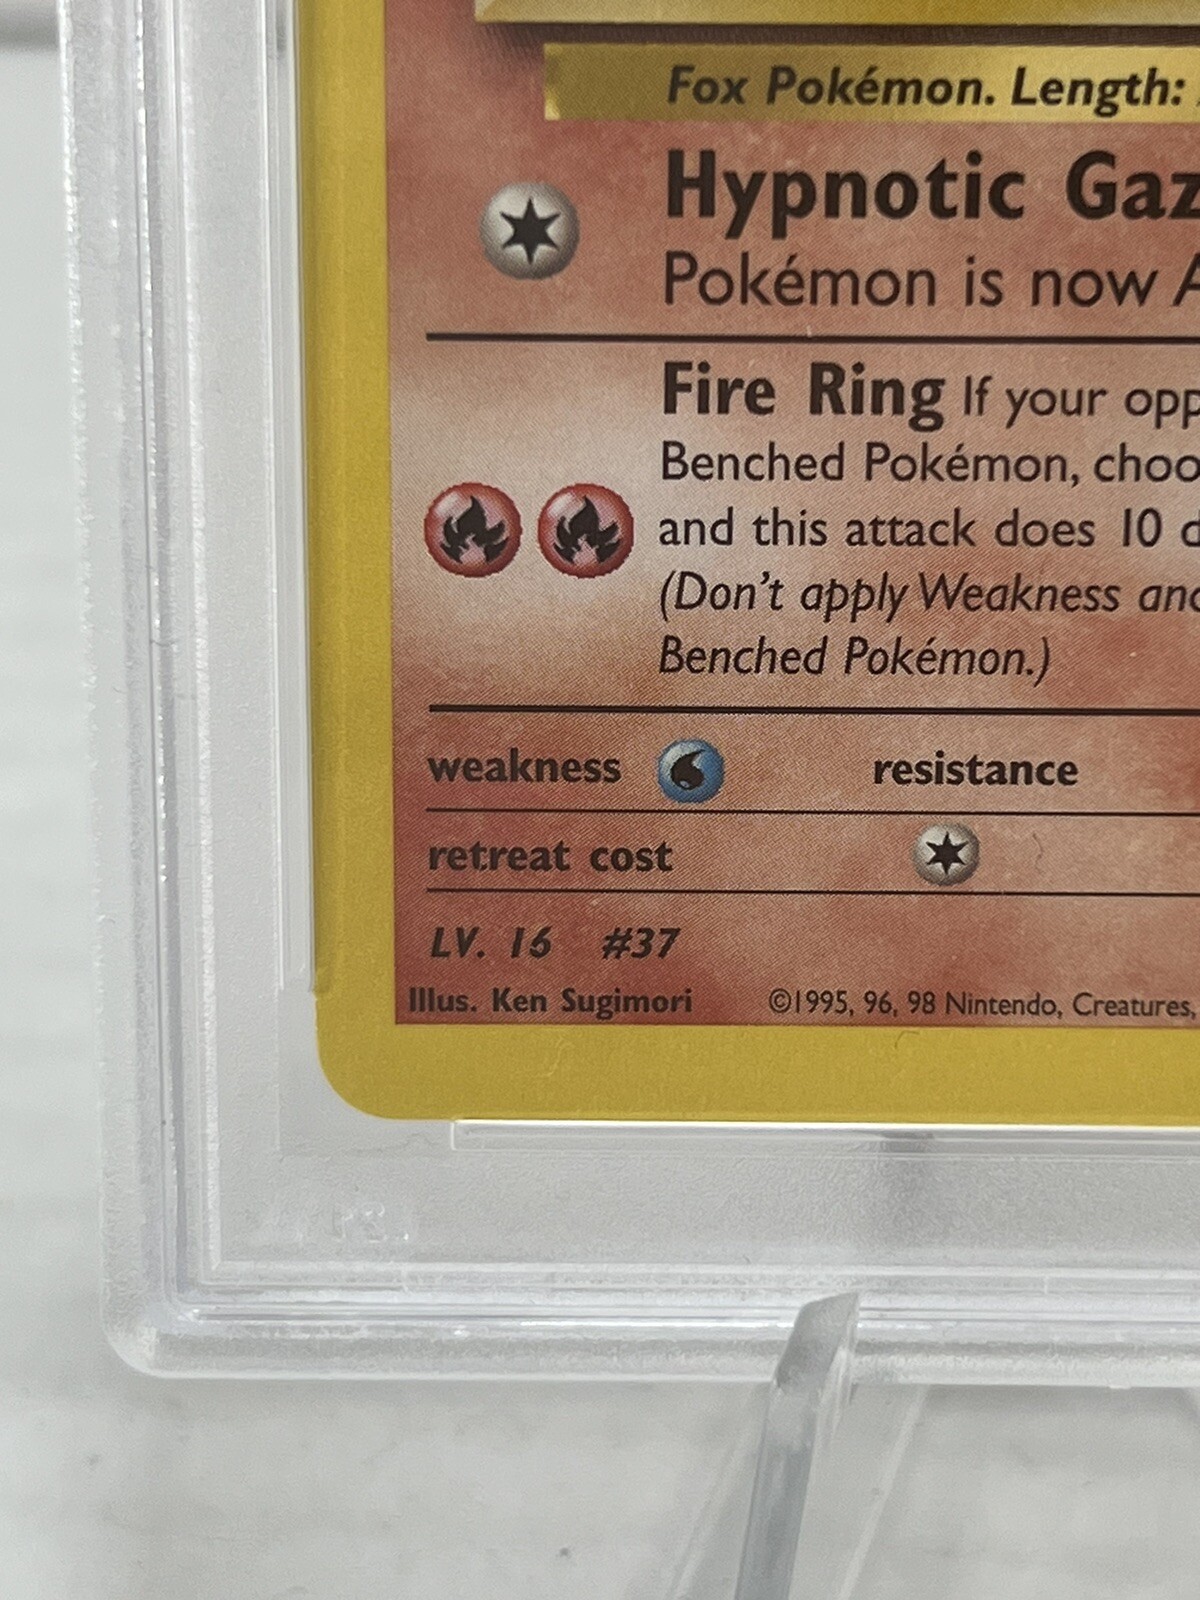 Fox Pokémon. Length:
Hypnotic Gaz
Pokémon is now A
Fire Ring If your opp
Benched Pokémon, choo
and this attack does 10 d
(Don't apply Weakness and
Benched Pokémon.)
weakness resistance
retreat cost
LV. 16 #37
Illus. Ken Sugimori ©1995, 96, 98 Nintendo, Creatures,